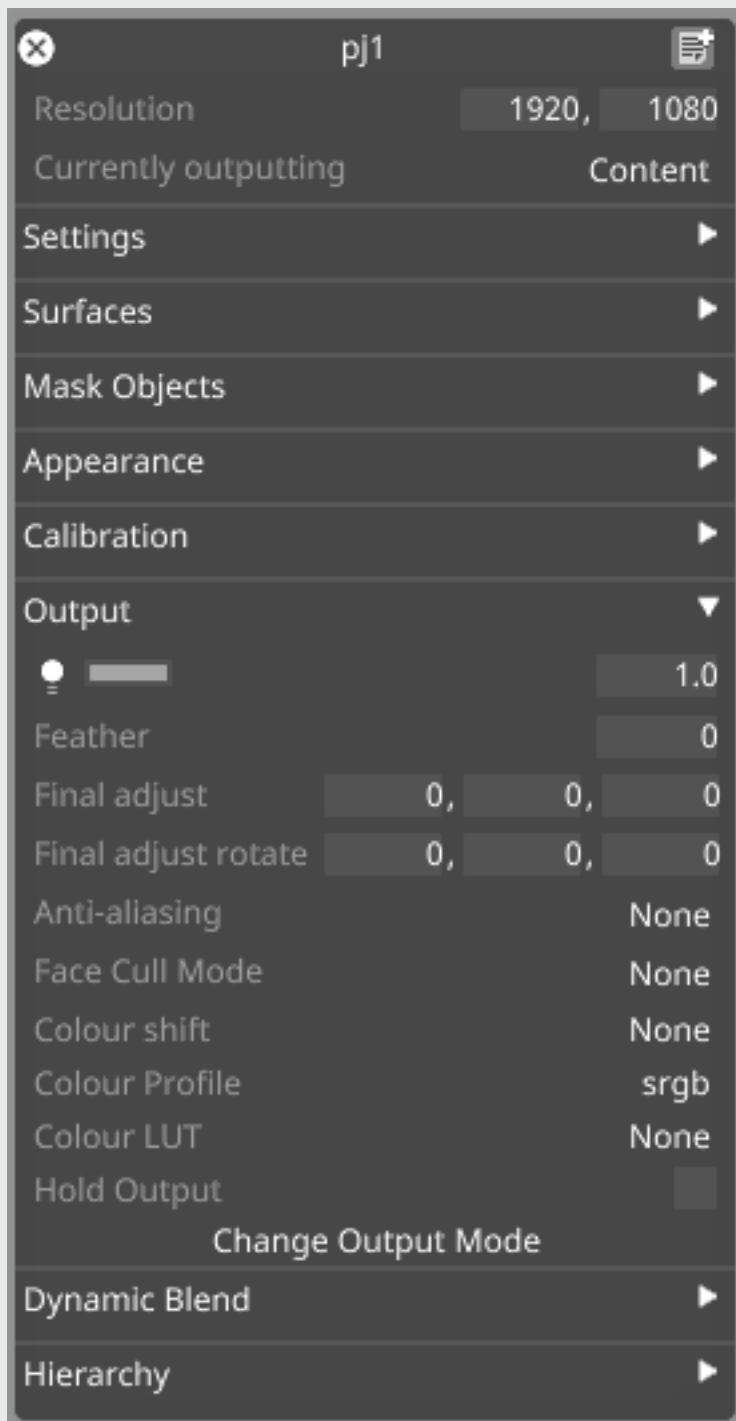 pj1
Resolution 1920, 1080
Currently outputting Content
Settings
Surfaces
Mask Objects
Appearance
Calibration
Output
1.0
Feather 0
Final adjust 0, 0, 0
Final adjust rotate 0, 0, 0
Anti-aliasing None
Face Cull Mode None
Colour shift None
Colour Profile srgb
Colour LUT None
Hold Output
Change Output Mode
Dynamic Blend
Hierarchy